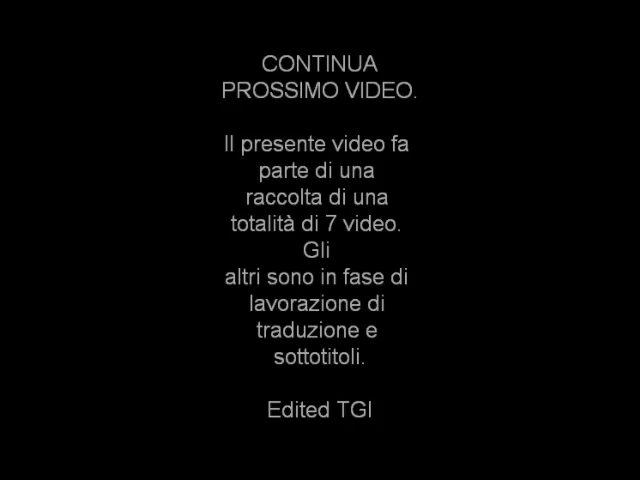 CONTINUA
PROSSIMO VIDEO.
Il presente video fa
parte di una
raccolta di una
totalità di 7 video.
Gli
altri sono in fase di
lavorazione di
traduzione e
sottotitoli.
Edited TGI